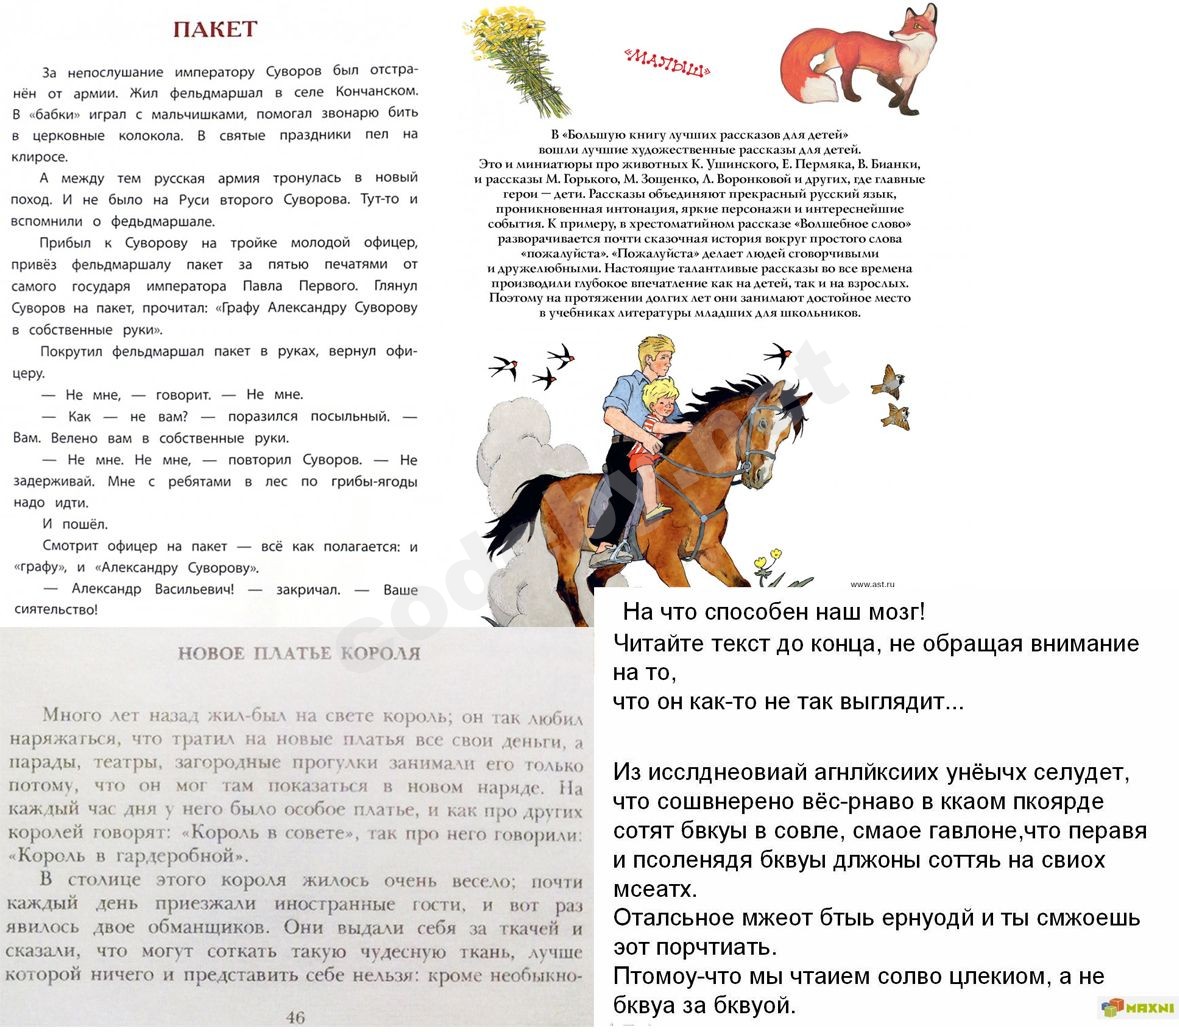 ПАКЕТ
За непослушание императору Суворов был отстра-
нён от армии. Жил фельдмаршал в селе Кончанском.
В «бабки» играл с мальчишками, помогал звонарю бить
в церковные колокола. В святые праздники пел на
клиросе.
А между тем русская армия тронулась в новый
поход. И не было на Руси второго Суворова. Тут-то и
вспомнили о федьдмаршале.
Прибыл к Суворову на тройке молодой офицер,
привёз фельдмаршалу пакет за пятью печатями от
самого государя императора Павла Первого. Глянул
Суворов на пакет, прочитал: «Графу Александру Суворову
в собственные руки».
Покрутил фельдмаршал пакет в руках, вернул офи-
церу.
— Не мне, — говорит. — Не мне.
— Как — не вам? — поразился посыльный. —
Вам. Велено вам в собственные руки.
— Не мне. Не мне, — повторил Суворов. — Не
задерживай. Мне с ребятами в лес по грибы-ягоды
надо идти.
И пошёл.
Смотрит офицер на пакет — всё как полагается: и
«графу», и «Александру Суворову».
— Александр Васильевич! — закричал. — Ваше
сиятельство!
«МАЛЫШ»
В «Большую книгу лучших рассказов для детей»
вошли лучшие художественные рассказы для детей.
Это и миниатюры про животных К. Ушинского, Е. Пермяка, В. Бианки,
и рассказы М. Горького, М. Зощенко, Л. Воронковой и других, где главные
герои — дети. Рассказы объединяют прекрасный русский язык,
проникновенная интонация, яркие персонажи и интереснейшие
события. К примеру, в хрестоматийном рассказе «Волшебное слово»
разворачивается почти сказочная история вокруг простого слова
«пожалуйста». «Пожалуйста» делает людей сговорчивыми
и дружелюбными. Настоящие талантливые рассказы во все времена
производили глубокое впечатление как на детей, так и на взрослых.
Поэтому на протяжении долгих лет они занимают достойное место
в учебниках литературы младших для школьников.
www.ast.ru
НОВОЕ ПЛАТЬЕ КОРОЛЯ
Много лет назад жил-был на свете король; он так любил
наряжаться, что тратил на новые платья все свои деньги, а
парады, театры, загородные прогулки занимали его только
потому, что он мог там показаться в новом наряде. На
каждый час дня у него было особое платье, и как про других
королей говорят: «Король в совете», так про него говорили:
«Король в гардеробной».
В столице этого короля жилось очень весело; почти
каждый день приезжали иностранные гости, и вот раз
явилось двое обманщиков. Они выдали себя за ткачей и
сказали, что могут соткать такую чудесную ткань, лучше
которой ничего и представить себе нельзя: кроме необыкно-
46
На что способен наш мозг!
Читайте текст до конца, не обращая внимание
на то,
что он как-то не так выглядит...
Из исслднеовиай агнлйксиих унёычх селудет,
что сошвнерено вёс-рнаво в ккаом пкоярде
сотят бвкуы в совле, смаое гавлоне,что перавя
и псоленядя бквуы длжоны соттяь на свиох
мсеатх.
Оталсьное мжеот бтыь ернуодй и ты смжоешь
эот порчтиать.
Птомоу-что мы чтаием солво цлекиом, а не
бквуа за бквуой.
MAXNI